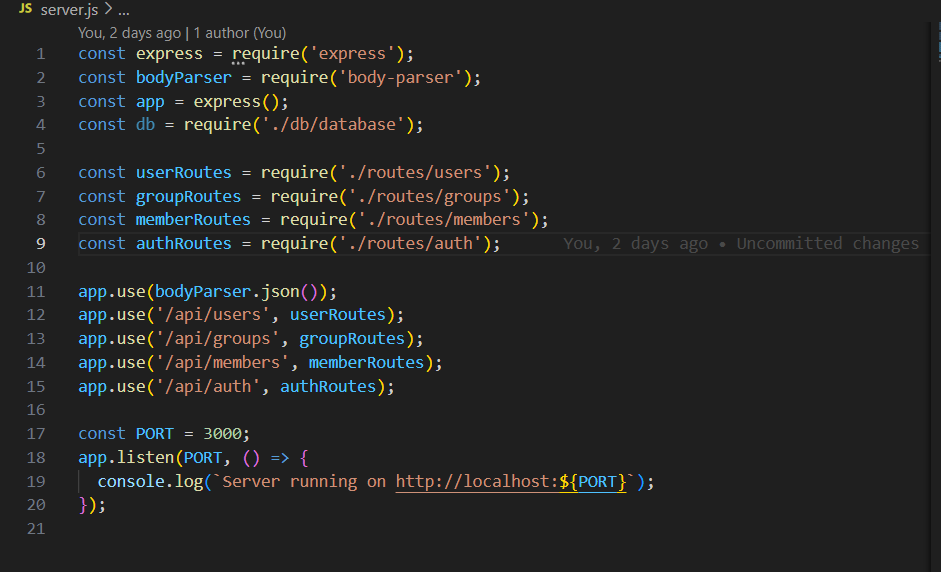 JS server.js > ...
You, 2 days ago | 1 author (You)
1 const express = require('express');
2 const bodyParser = require('body-parser');
3 const app = express();
4 const db = require('./db/database');
5
6 const userRoutes = require('./routes/users');
7 const groupRoutes = require('./routes/groups');
8 const memberRoutes = require('./routes/members');
9 const authRoutes = require('./routes/auth'); You, 2 days ago • Uncommitted changes
10
11 app.use(bodyParser.json());
12 app.use('/api/users', userRoutes);
13 app.use('/api/groups', groupRoutes);
14 app.use('/api/members', memberRoutes);
15 app.use('/api/auth', authRoutes);
16
17 const PORT = 3000;
18 app.listen(PORT, () => {
19   console.log(`Server running on http://localhost:${PORT}`);
20 });
21